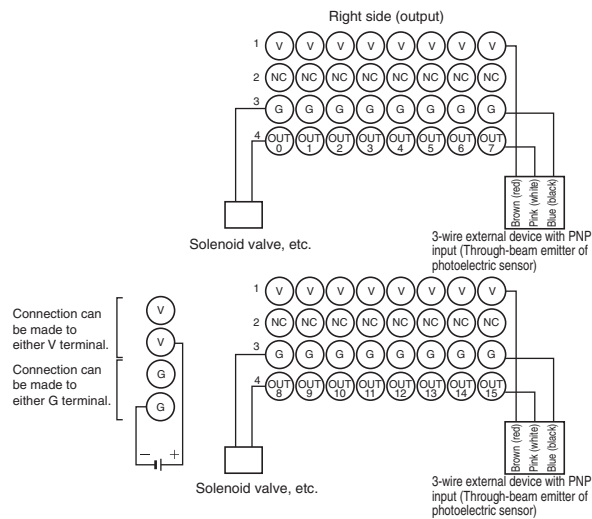 Right side (output)
1 V V V V V V V V
2 NC NC NC NC NC NC NC NC
3 G G G G G G G G
4 OUT 0 OUT 1 OUT 2 OUT 3 OUT 4 OUT 5 OUT 6 OUT 7
Brown (red)
Pink (white)
Blue (black)
Solenoid valve, etc.
3-wire external device with PNP
input (Through-beam emitter of
photoelectric sensor)
1 V V V V V V V V
2 NC NC NC NC NC NC NC NC
3 G G G G G G G G
4 OUT 8 OUT 9 OUT 10 OUT 11 OUT 12 OUT 13 OUT 14 OUT 15
Connection can
be made to
either V terminal.
V
V
Connection can
be made to
either G terminal.
G
G
− +
Brown (red)
Pink (white)
Blue (black)
Solenoid valve, etc.
3-wire external device with PNP
input (Through-beam emitter of
photoelectric sensor)